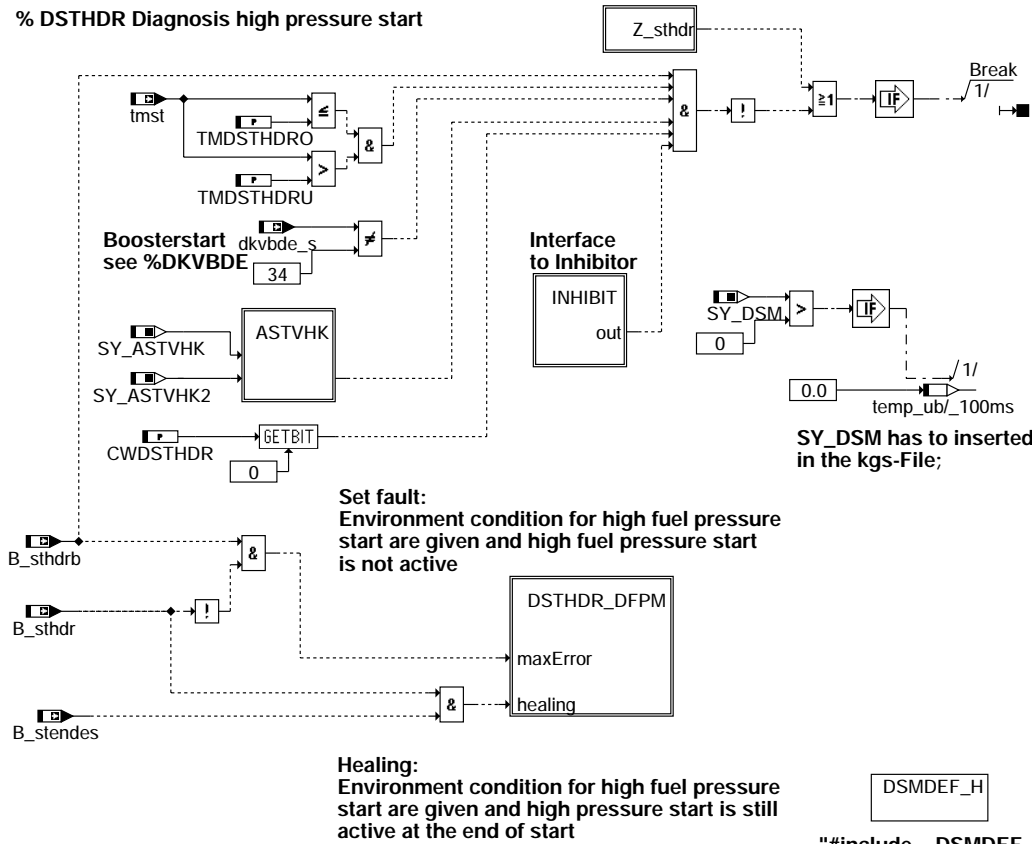 % DSTHDR Diagnosis high pressure start
Z_sthdr
Break
1/
tmst
≤
TMDSTHDRO
&
>
TMDSTHDRU
&
!
≥1
IF
Boosterstart
see %DKVBDE
dkvbde_s
≠
34
Interface
to Inhibitor
INHIBIT
out
SY_ASTVHK
SY_ASTVHK2
ASTVHK
SY_DSM
>
IF
0
1/
0.0
temp_ub/_100ms
SY_DSM has to inserted
in the kgs-File;
CWDSTHDR
GETBIT
0
Set fault:
Environment condition for high fuel pressure
start are given and high fuel pressure start
is not active
B_sthdrb
&
B_sthdr
!
DSTHDR_DFPM
maxError
healing
&
B_stendes
Healing:
Environment condition for high fuel pressure
start are given and high pressure start is still
active at the end of start
DSMDEF_H
"#include DSMDEF